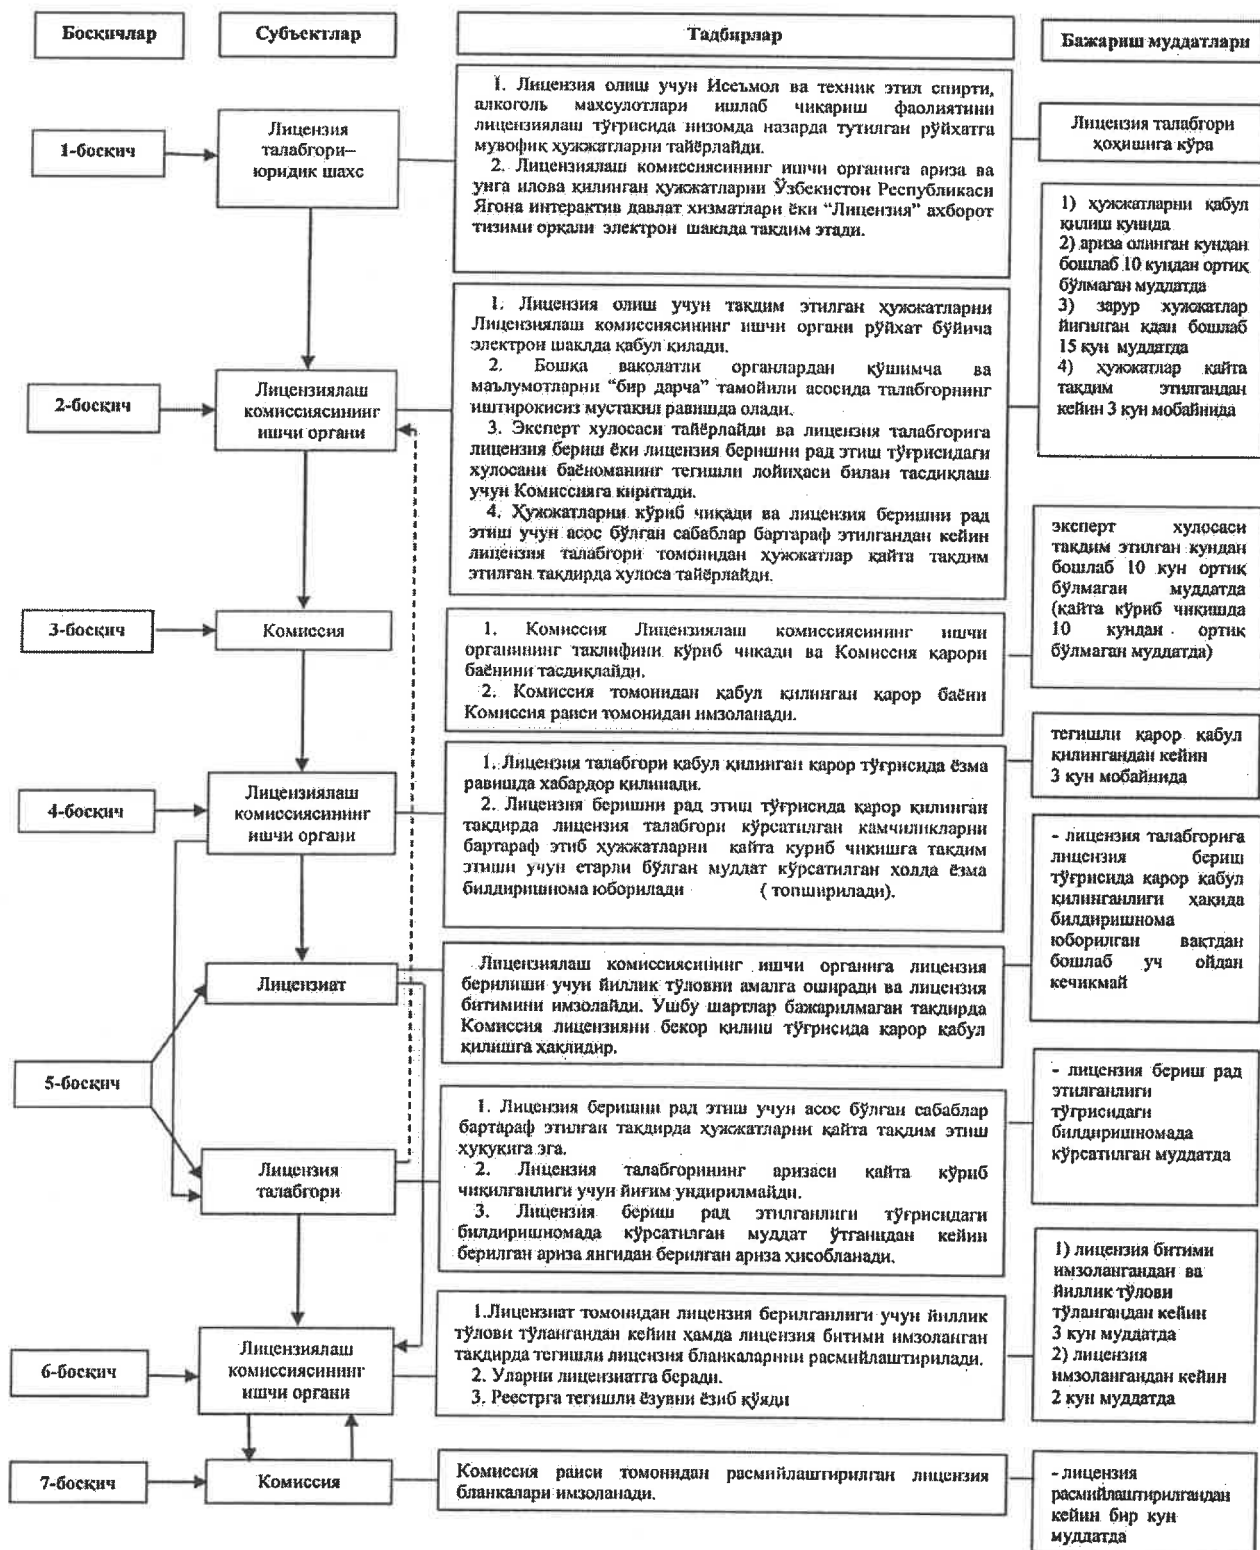 Босқичлар
Субъектлар
Тадбирлар
Бажариш муддатлари
1-босқич
Лицензия
талабгори–
юридик шахс
1. Лицензия олиш учун Исеъмол ва техник этил спирти,
алкоголь махсулотлари ишлаб чикариш фаолиятини
лицензиялаш тўғрисида низомда назарда тутилган рўйхатга
мувофиқ ҳужжатларни тайёрлайди.
2. Лицензиялаш комиссиясининг ишчи органига ариза ва
унга илова қилинган ҳужжатларни Ўзбекистон Республикаси
Ягона интерактив давлат хизматлари ёки “Лицензия” ахборот
тизими орқали электрон шаклда тақдим этади.
Лицензия талабгори
ҳоҳишига кўра
2-босқич
Лицензиялаш
комиссиясининг
ишчи органи
1. Лицензия олиш учун тақдим этилган ҳужжатларни
Лицензиялаш комиссиясининг ишчи органи рўйхат бўйича
электрон шаклда қабул қилади.
2. Бошка ваколатли органлардан қўшимча ва
маълумотларни “бир дарча” тамойили асосида талабгорнинг
иштирокисиз мустақил равишда олади.
3. Эксперт хулосаси тайёрлайди ва лицензия талабгорига
лицензия бериш ёки лицензия беришни рад этиш тўғрисидаги
хулосани баёноманинг тегишли лойиҳаси билан тасдиқлаш
учун Комиссияга киритади.
4. Ҳужжатларни кўриб чиқади ва лицензия беришни рад
этиш учун асос бўлган сабаблар бартараф этилгандан кейин
лицензия талабгори томонидан ҳужжатлар қайта тақдим
этилган тақдирда хулоса тайёрлайди.
1) ҳужжатларни қабул
қилиш кунида
2) ариза олинган кундан
бошлаб 10 кундан ортиқ
бўлмаган муддатда
3) зарур хужжатлар
йиғилган кдан бошлаб
15 кун муддатда
4) ҳужжатлар қайта
тақдим этилгандан
кейин 3 кун мобайнида
3-босқич
Комиссия
1. Комиссия Лицензиялаш комиссиясининг ишчи
органининг таклифини кўриб чиқади ва Комиссия қарори
баёнини тасдиқлайди.
2. Комиссия томонидан қабул қилинган қарор баёни
Комиссия раиси томонидан имзоланади.
эксперт хулосаси
тақдим этилган кундан
бошлаб 10 кун ортиқ
бўлмаган муддатда
(қайта кўриб чиқишда
10 кундан ортиқ
бўлмаган муддатда)
4-босқич
Лицензиялаш
комиссиясининг
ишчи органи
1. Лицензия талабгори қабул қилинган қарор тўғрисида ёзма
равишда хабардор қилинади.
2. Лицензия беришни рад этиш тўғрисида қарор қилинган
тақдирда лицензия талабгори кўрсатилган камчиликларни
бартараф этиб ҳужжатларни қайта куриб чикишга тақдим
этиши учун етарли бўлган муддат кўрсатилган холда ёзма
билдиришнома юборилади ( топширилади).
тегишли қарор қабул
қилингандан кейин
3 кун мобайнида
5-босқич
Лицензиат
Лицензиялаш комиссиясининг ишчи органига лицензия
берилиши учун йиллик тўловни амалга оширади ва лицензия
битимини имзолайди. Ушбу шартлар бажарилмаган тақдирда
Комиссия лицензияни бекор қилиш тўғрисида қарор қабул
қилишга хақлидир.
- лицензия талабгорига
лицензия бериш
тўғрисида қарор қабул
қилинганлиги ҳақида
билдиришнома
юборилган вақтдан
бошлаб уч ойдан
кечикмай
Лицензия
талабгори
1. Лицензия беришни рад этиш учун асос бўлган сабаблар
бартараф этилган тақдирда ҳужжатларни қайта тақдим этиш
хукукига эга.
2. Лицензия талабгорининг аризаси қайта кўриб
чиқилганлиги учун йиғим ундирилмайди.
3. Лицензия бериш рад этилганлиги тўғрисидаги
билдиришномада кўрсатилган муддат ўтганидан кейин
берилган ариза янгидан берилган ариза ҳисобланади.
- лицензия бериш рад
этилганлиги
тўғрисидаги
билдиришномада
кўрсатилган муддатда
6-босқич
Лицензиялаш
комиссиясининг
ишчи органи
1.Лицензиат томонидан лицензия берилганлиги учун йиллик
тўлови тўлангандан кейин ҳамда лицензия битими имзоланган
тақдирда тегишли лицензия бланкаларини расмийлаштирилади.
2. Уларни лицензиатга беради.
3. Реестрга тегишли ёзувни ёзиб қўяди
1) лицензия битими
имзолангандан ва
йиллик тўлови
тўлангандан кейин
3 кун муддатда
2) лицензия
имзолангандан кейин
2 кун муддатда
7-босқич
Комиссия
Комиссия раиси томонидан расмийлаштирилган лицензия
бланкалари имзоланади.
- лицензия
расмийлаштирилгандан
кейин бир кун
муддатда